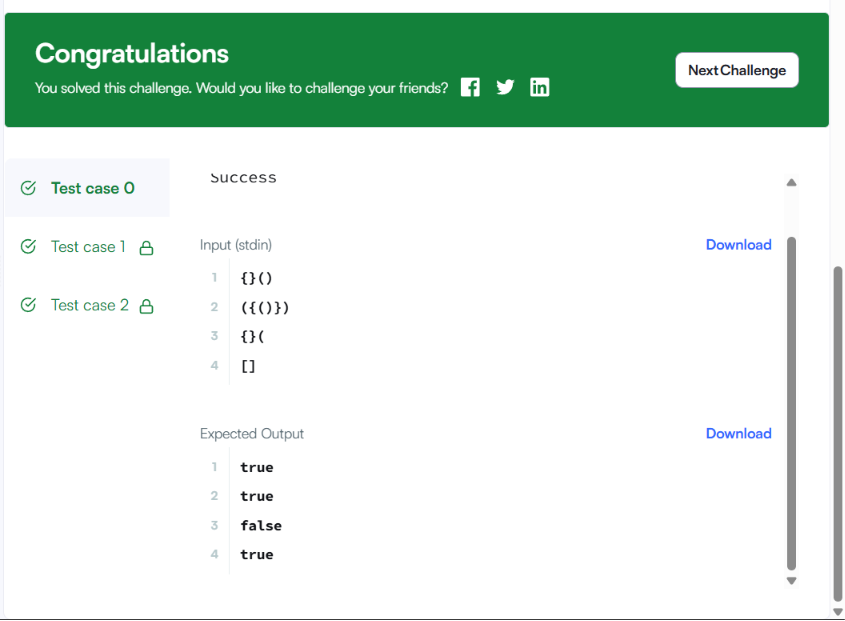 Congratulations
You solved this challenge. Would you like to challenge your friends?
Next Challenge
Test case 0
Test case 1
Test case 2
Success
Input (stdin)
Download
1 {}()
2 ({()})
3 {}(
4 []
Expected Output
Download
1 true
2 true
3 false
4 true